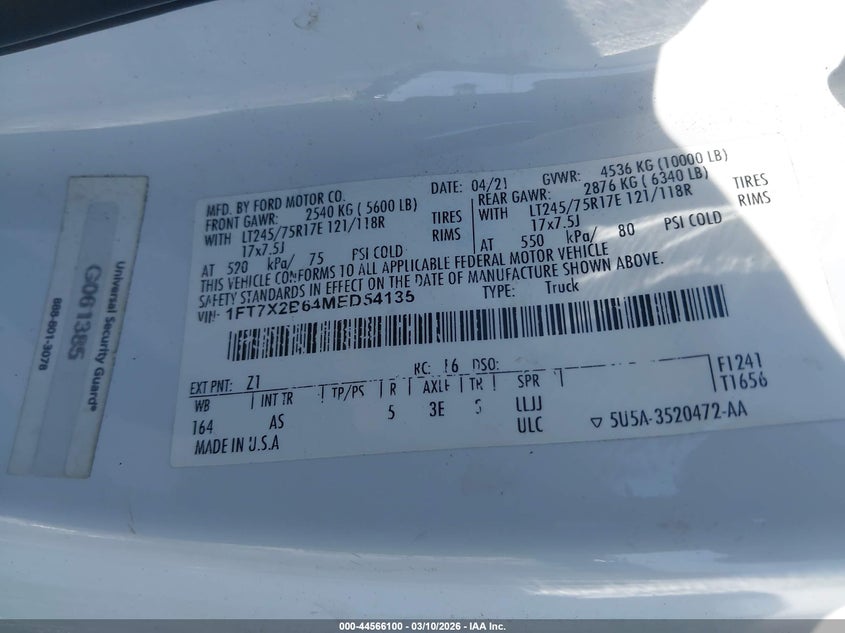 MFD. BY FORD MOTOR CO.
DATE: 04/21
GVWR: 4536 KG (10000 LB)
FRONT GAWR: 2540 KG ( 5600 LB)
REAR GAWR: 2876 KG ( 6340 LB)
WITH LT245/75R17E 121/118R TIRES
WITH LT245/75R17E 121/118R TIRES
17x7.5J RIMS
17x7.5J RIMS
AT 520 kPa/ 75 PSI COLD
AT 550 kPa/ 80 PSI COLD
THIS VEHICLE CONFORMS TO ALL APPLICABLE FEDERAL MOTOR VEHICLE
SAFETY STANDARDS IN EFFECT ON THE DATE OF MANUFACTURE SHOWN ABOVE.
VIN- 1FT7X2B64MED54135
TYPE: Truck
EXT PNT: Z1 RC: 16 DSO:
F1241
T1656
WB INT TR TP/PS R AXLE TR SPR
164 AS 5 3E LLJJ
ULC
5U5A-3520472-AA
MADE IN U.S.A
Universal Security Guard®
G061385
888-801-3078
000-44566100 - 03/10/2026 - IAA Inc.